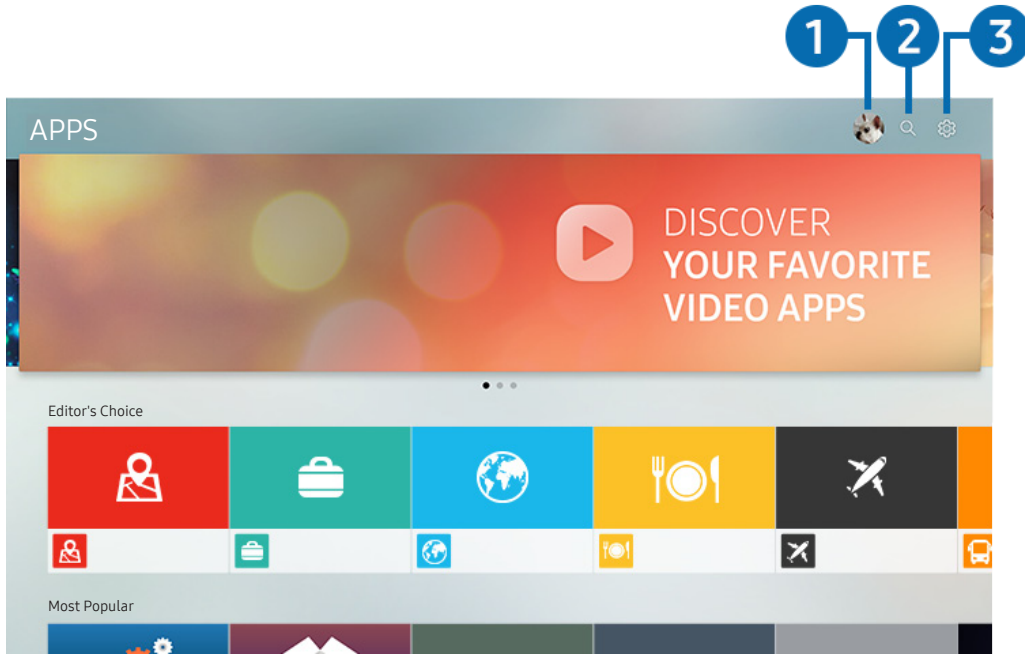 1 2 3
APPS
DISCOVER
YOUR FAVORITE
VIDEO APPS
Editor's Choice
Most Popular